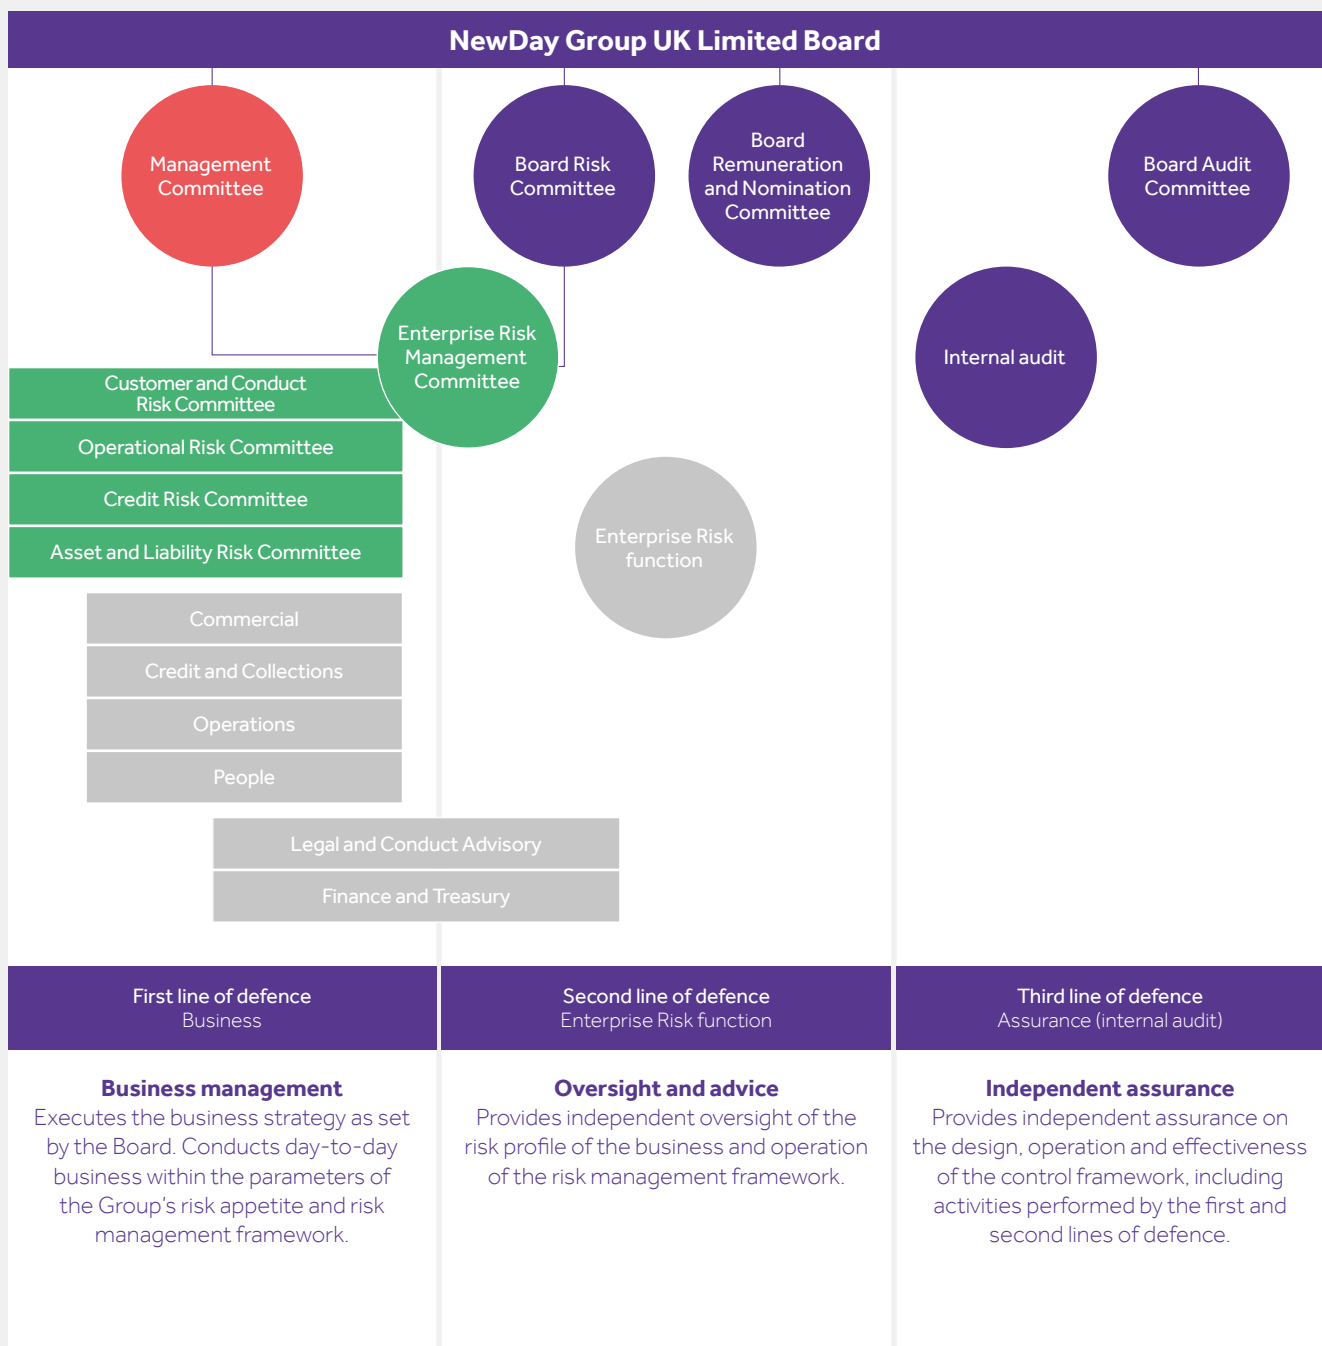 NewDay Group UK Limited Board
Management
Committee
Board Risk
Committee
Board
Remuneration
and Nomination
Committee
Board Audit
Committee
Enterprise Risk
Management
Committee
Internal audit
Customer and Conduct
Risk Committee
Operational Risk Committee
Credit Risk Committee
Asset and Liability Risk Committee
Enterprise Risk
function
Commercial
Credit and Collections
Operations
People
Legal and Conduct Advisory
Finance and Treasury
First line of defence
Business
Second line of defence
Enterprise Risk function
Third line of defence
Assurance (internal audit)
Business management
Executes the business strategy as set
by the Board. Conducts day-to-day
business within the parameters of
the Group's risk appetite and risk
management framework.
Oversight and advice
Provides independent oversight of the
risk profile of the business and operation
of the risk management framework.
Independent assurance
Provides independent assurance on
the design, operation and effectiveness
of the control framework, including
activities performed by the first and
second lines of defence.